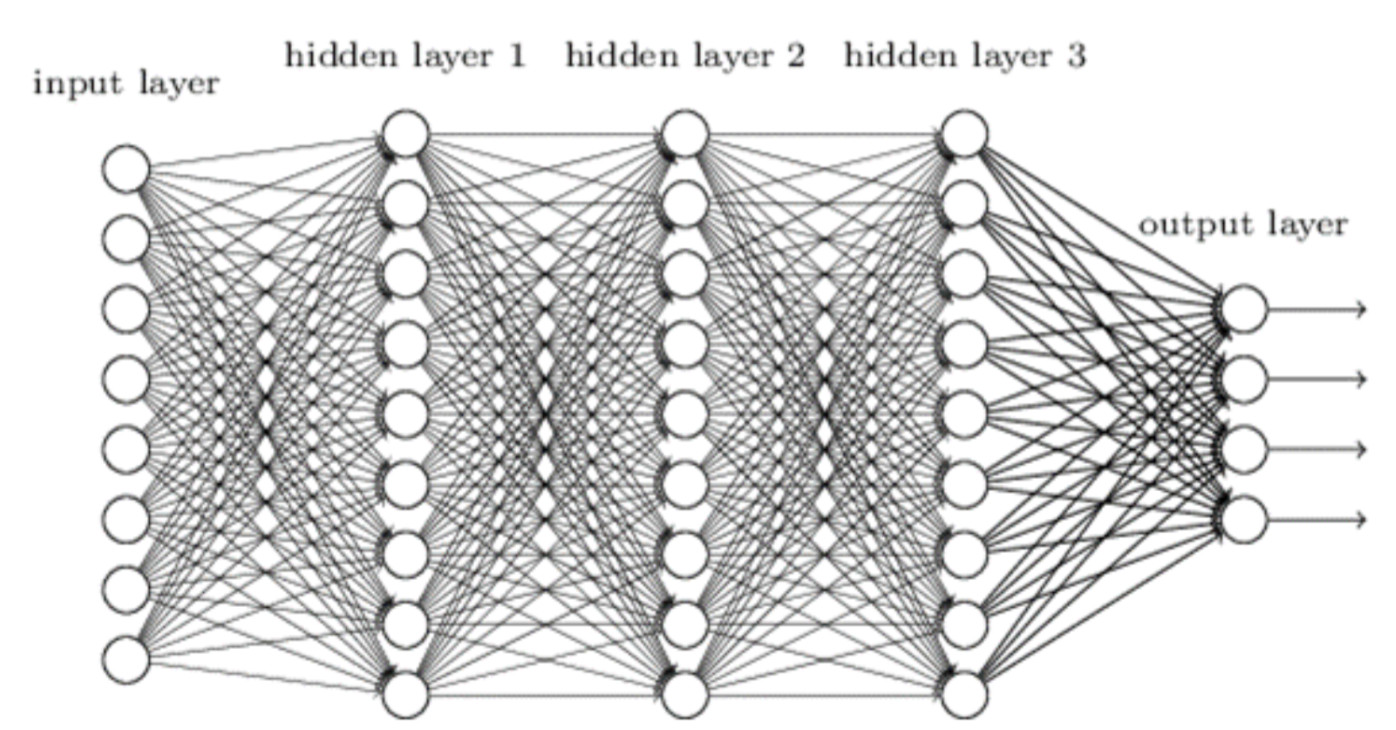 hidden layer 1
hidden layer 2
hidden layer 3
input layer
output layer